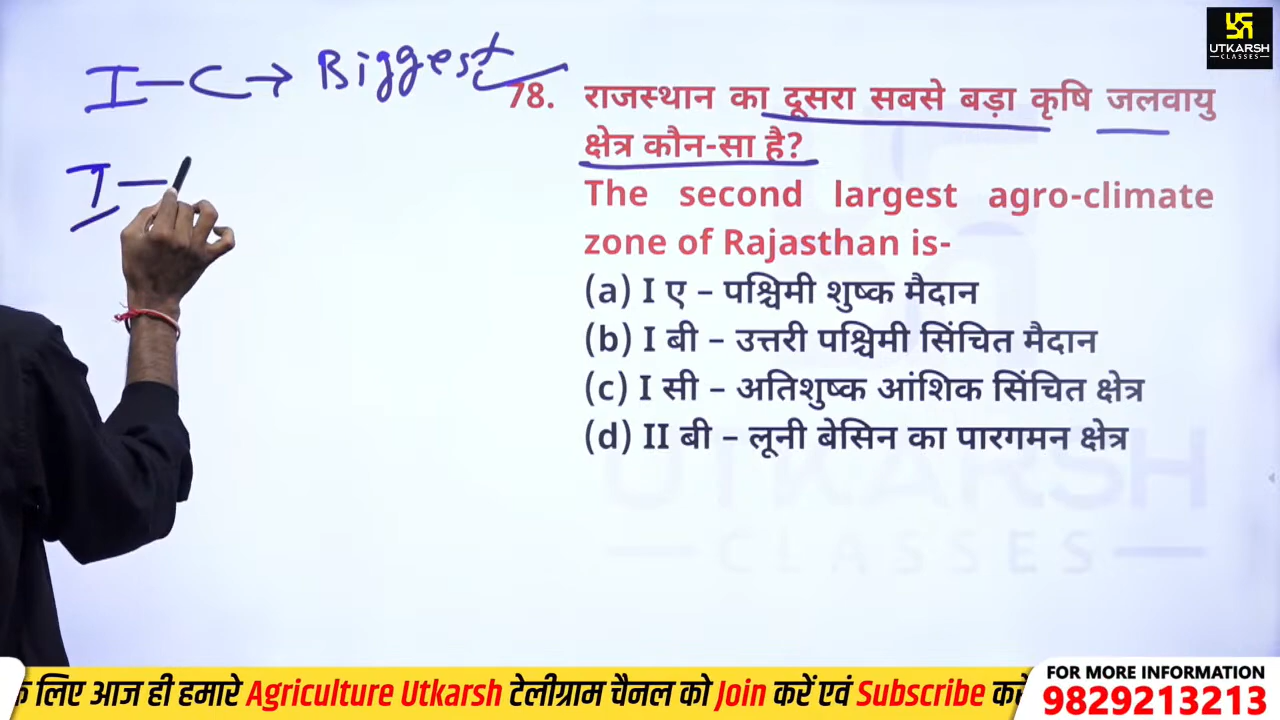 I-C→ Biggest
I-
UTKARSH
CLASSES
78. राजस्थान का दूसरा सबसे बड़ा कृषि जलवायु
क्षेत्र कौन-सा है?
The second largest agro-climate
zone of Rajasthan is-
(a) I ए – पश्चिमी शुष्क मैदान
(b) I बी – उत्तरी पश्चिमी सिंचित मैदान
(c) I सी – अतिशुष्क आंशिक सिंचित क्षेत्र
(d) II बी – लूनी बेसिन का पारगमन क्षेत्र
UTKARSH
CLASSES
लिए आज ही हमारे Agriculture Utkarsh टेलीग्राम चैनल को Join करें एवं Subscribe करें
FOR MORE INFORMATION
9829213213